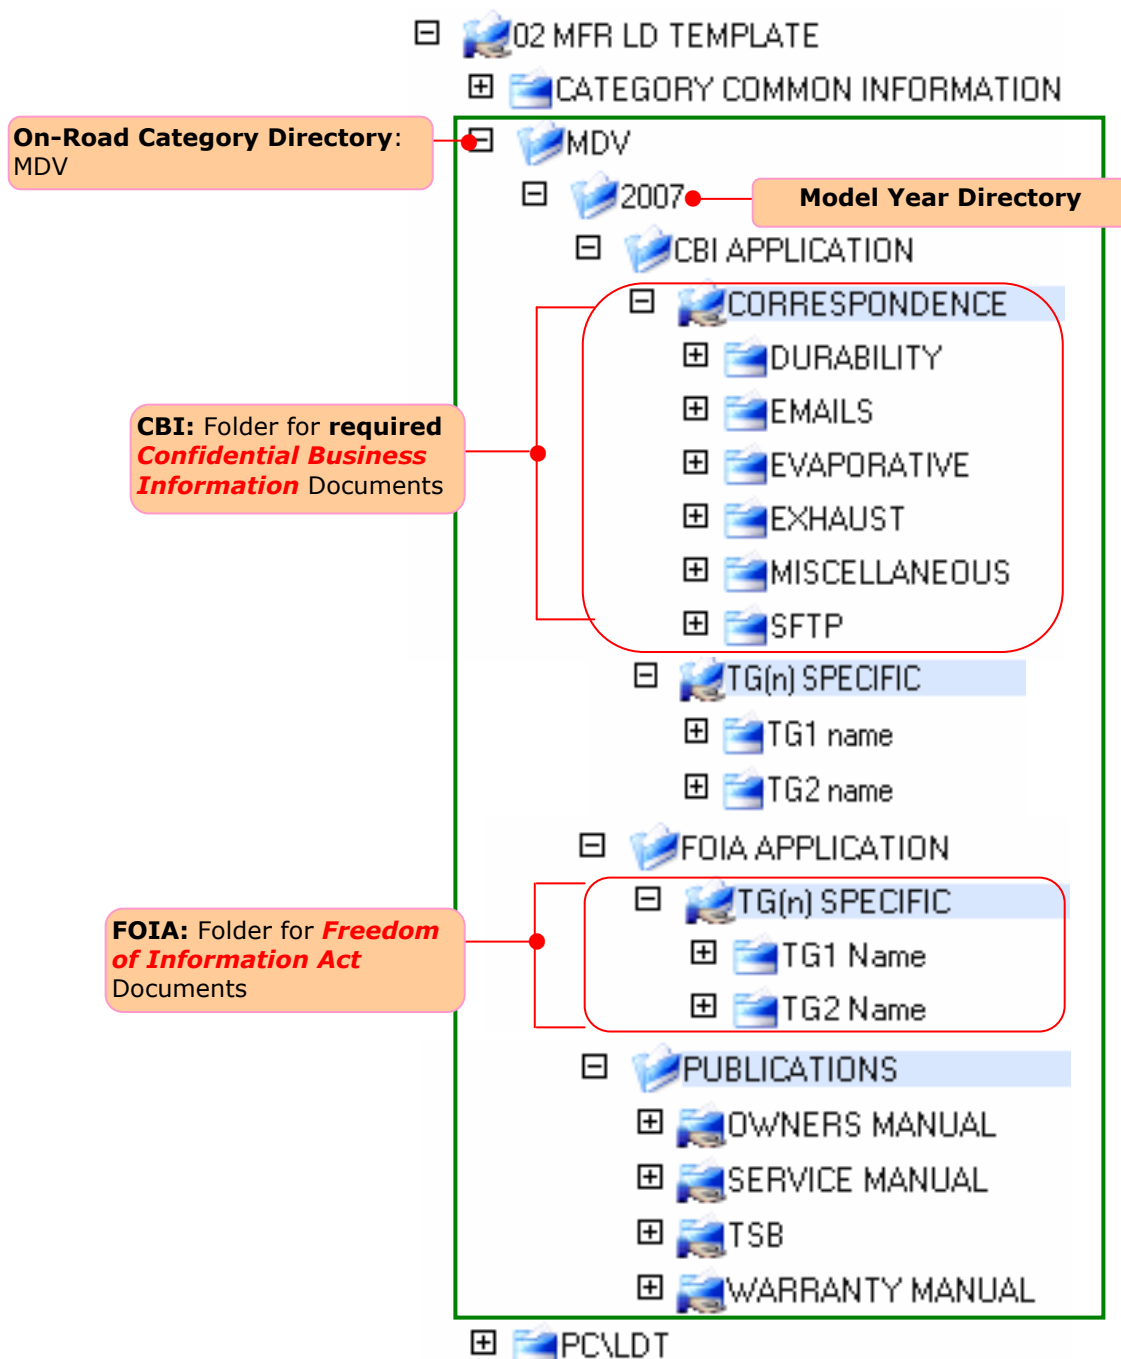 02 MFR LD TEMPLATE
CATEGORY COMMON INFORMATION
On-Road Category Directory:
MDV
MDV
2007
Model Year Directory
CBI APPLICATION
CORRESPONDENCE
DURABILITY
EMAILS
CBI: Folder for required
Confidential Business
Information Documents
EVAPORATIVE
EXHAUST
MISCELLANEOUS
SFTP
TG(n) SPECIFIC
TG1 name
TG2 name
FOIA APPLICATION
TG(n) SPECIFIC
FOIA: Folder for Freedom
of Information Act
Documents
TG1 Name
TG2 Name
PUBLICATIONS
OWNERS MANUAL
SERVICE MANUAL
TSB
WARRANTY MANUAL
PC\LDT